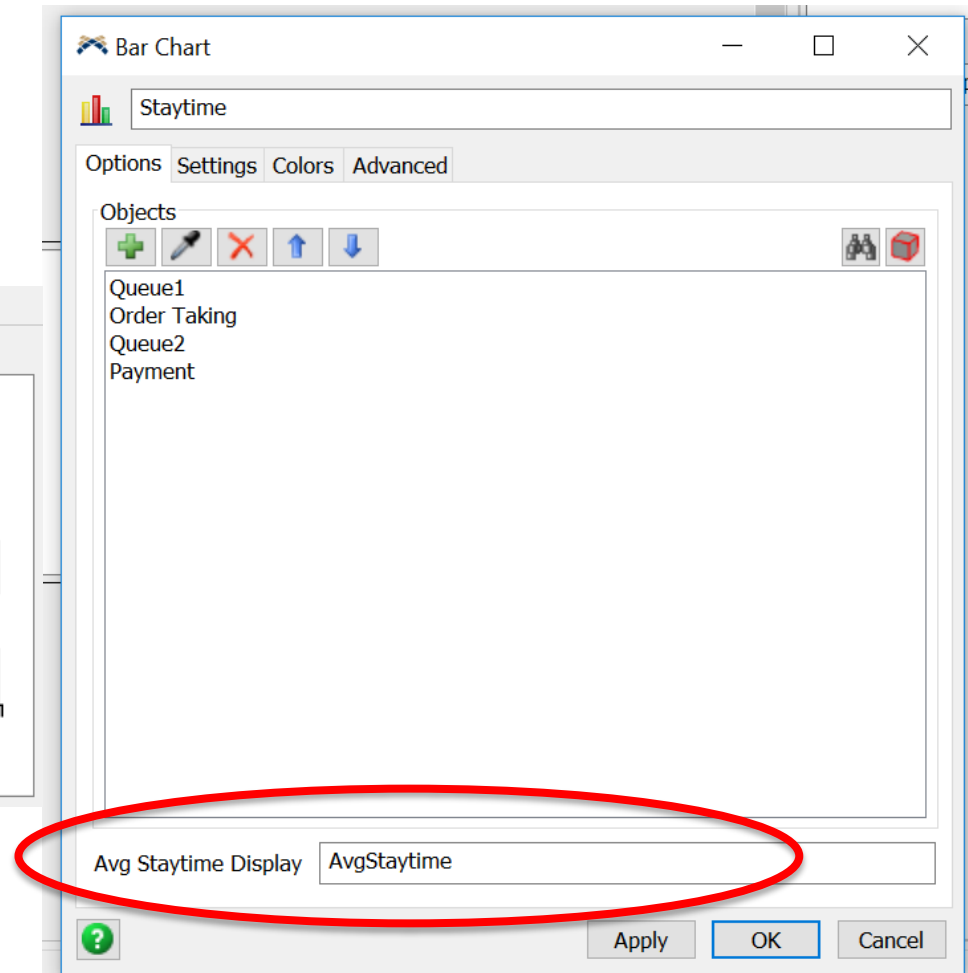 Bar Chart
Staytime
Options Settings Colors Advanced
Objects
Queue1
Order Taking
Queue2
Payment
Avg Staytime Display AvgStaytime
?
Apply OK Cancel